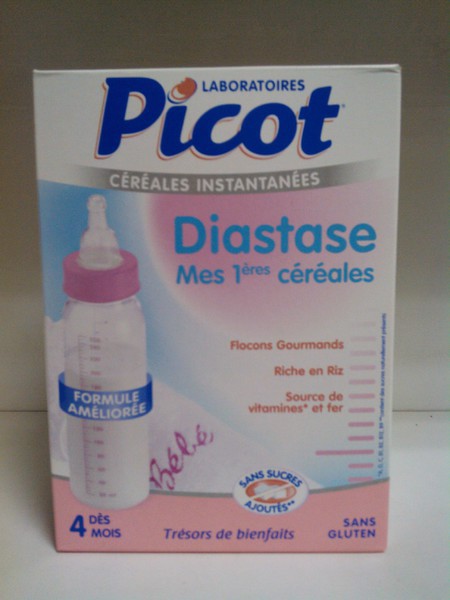 LABORATOIRES
Picot
CÉRÉALES INSTANTANÉES
Diastase
Mes 1ères céréales
Flocons Gourmands
Riche en Riz
Source de
vitamines* et fer
FORMULE
AMÉLIORÉE
Bébé
SANS SUCRES
AJOUTÉS**
4 DÈS
MOIS
Trésors de bienfaits
SANS
GLUTEN